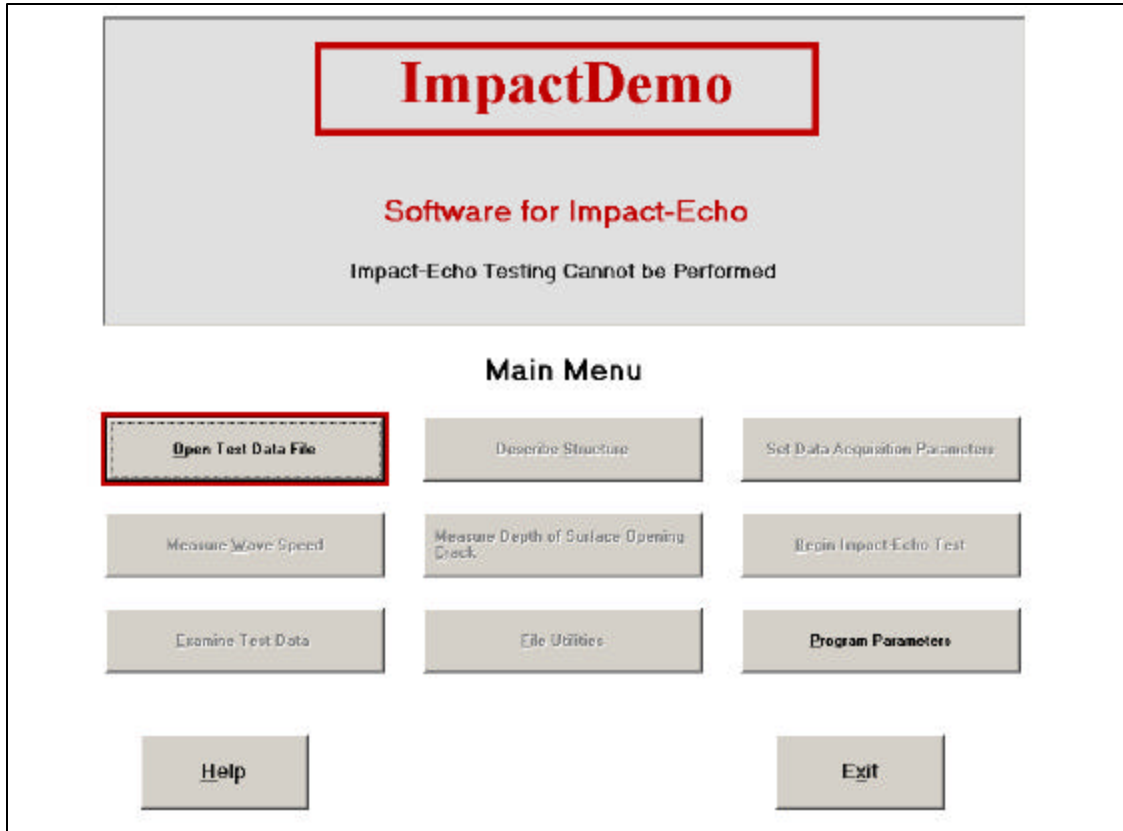 ImpactDemo
Software for Impact-Echo
Impact-Echo Testing Cannot be Performed
Main Menu
Open Test Data File
Describe Structure
Set Data Acquisition Parameters
Measure Wave Speed
Measure Depth of Surface Opening
Crack
Begin Impact-Echo Test
Examine Test Data
File Utilities
Program Parameters
Help
Exit